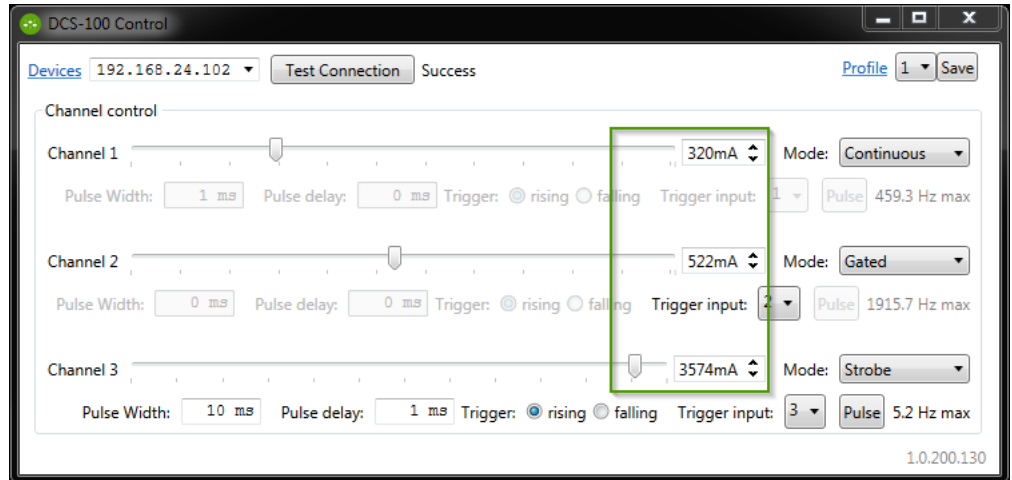 DCS-100 Control
Devices 192.168.24.102 Test Connection Success Profile 1 Save
Channel control
Channel 1 320mA Mode: Continuous
Pulse Width: 1 ms Pulse delay: 0 ms Trigger: rising falling Trigger input: 1 Pulse 459.3 Hz max
Channel 2 522mA Mode: Gated
Pulse Width: 0 ms Pulse delay: 0 ms Trigger: rising falling Trigger input: 2 Pulse 1915.7 Hz max
Channel 3 3574mA Mode: Strobe
Pulse Width: 10 ms Pulse delay: 1 ms Trigger: rising falling Trigger input: 3 Pulse 5.2 Hz max
1.0.200.130